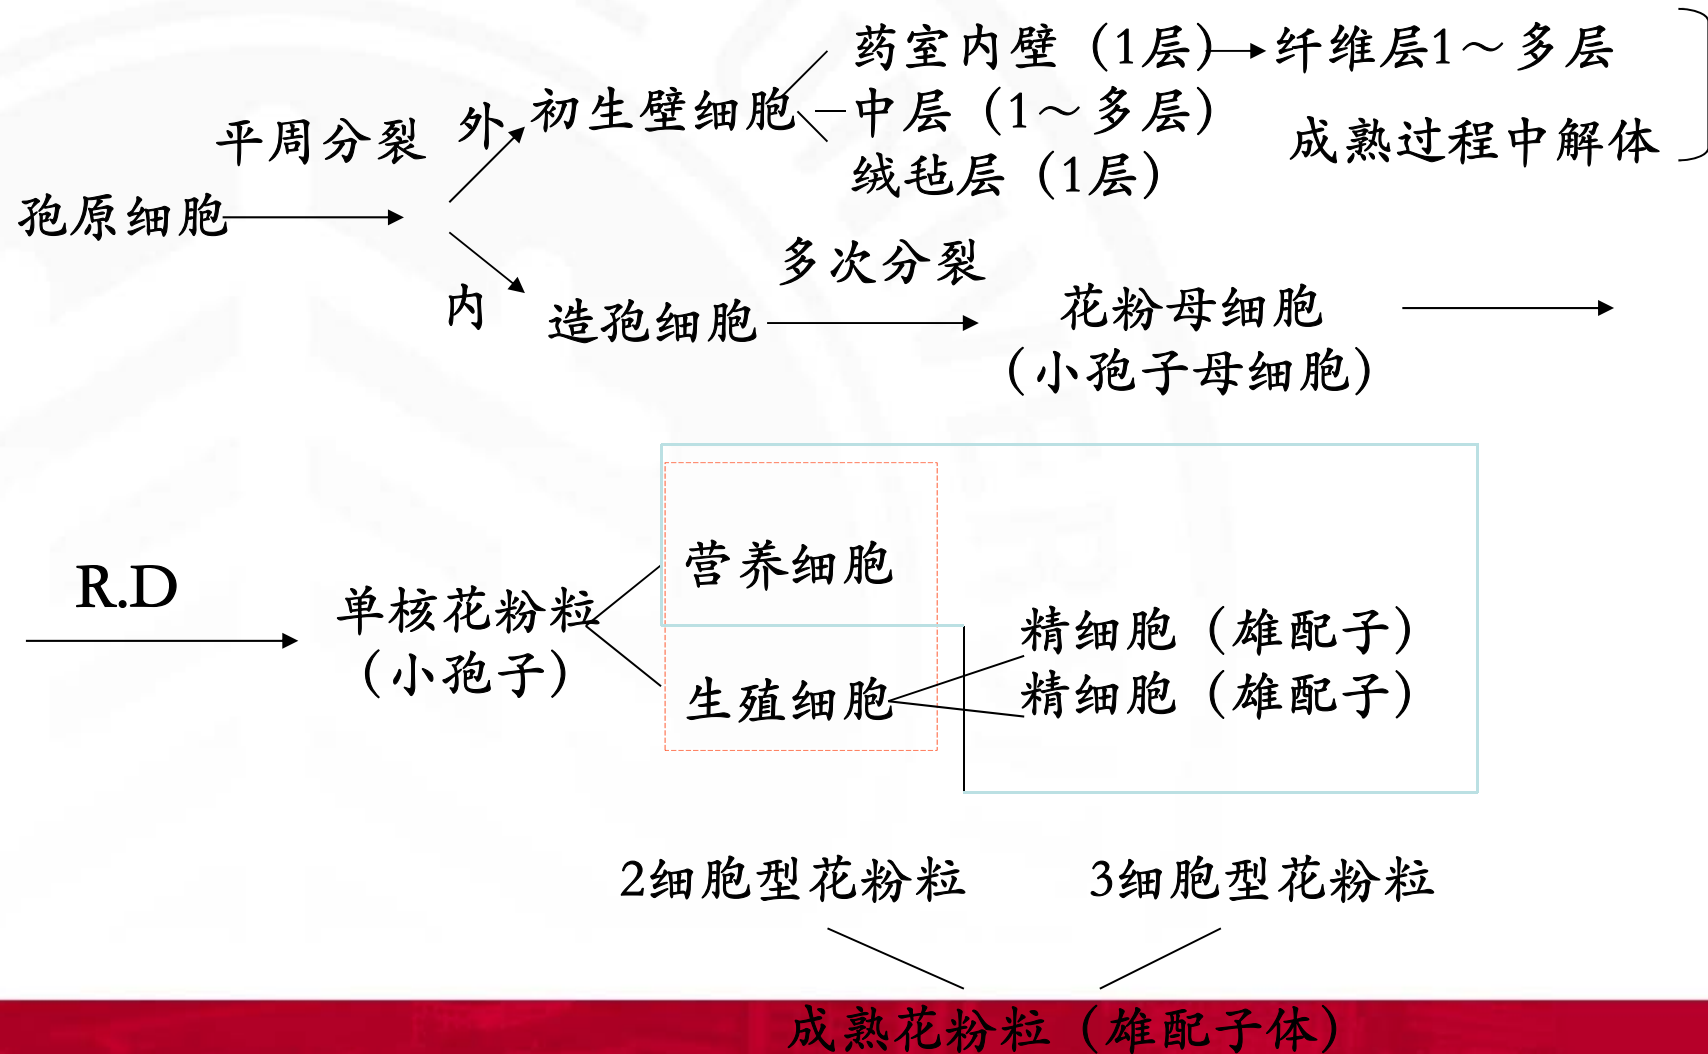 药室内壁（1层） 纤维层1～多层
平周分裂 外 初生壁细胞 中层（1～多层） 成熟过程中解体
绒毡层（1层）
孢原细胞
多次分裂
内 造孢细胞 花粉母细胞
（小孢子母细胞）
营养细胞
R.D 单核花粉粒 精细胞（雄配子）
（小孢子） 生殖细胞 精细胞（雄配子）
2细胞型花粉粒 3细胞型花粉粒
成熟花粉粒（雄配子体）